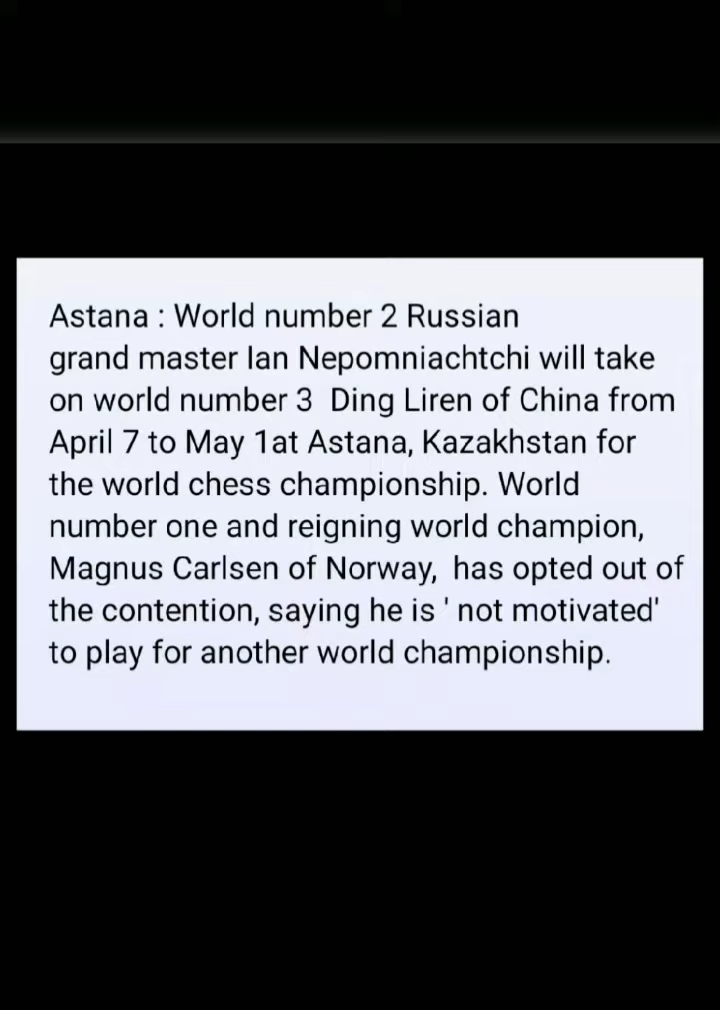 Astana : World number 2 Russian
grand master Ian Nepomniachtchi will take
on world number 3  Ding Liren of China from
April 7 to May 1at Astana, Kazakhstan for
the world chess championship. World
number one and reigning world champion,
Magnus Carlsen of Norway,  has opted out of
the contention, saying he is ' not motivated'
to play for another world championship.